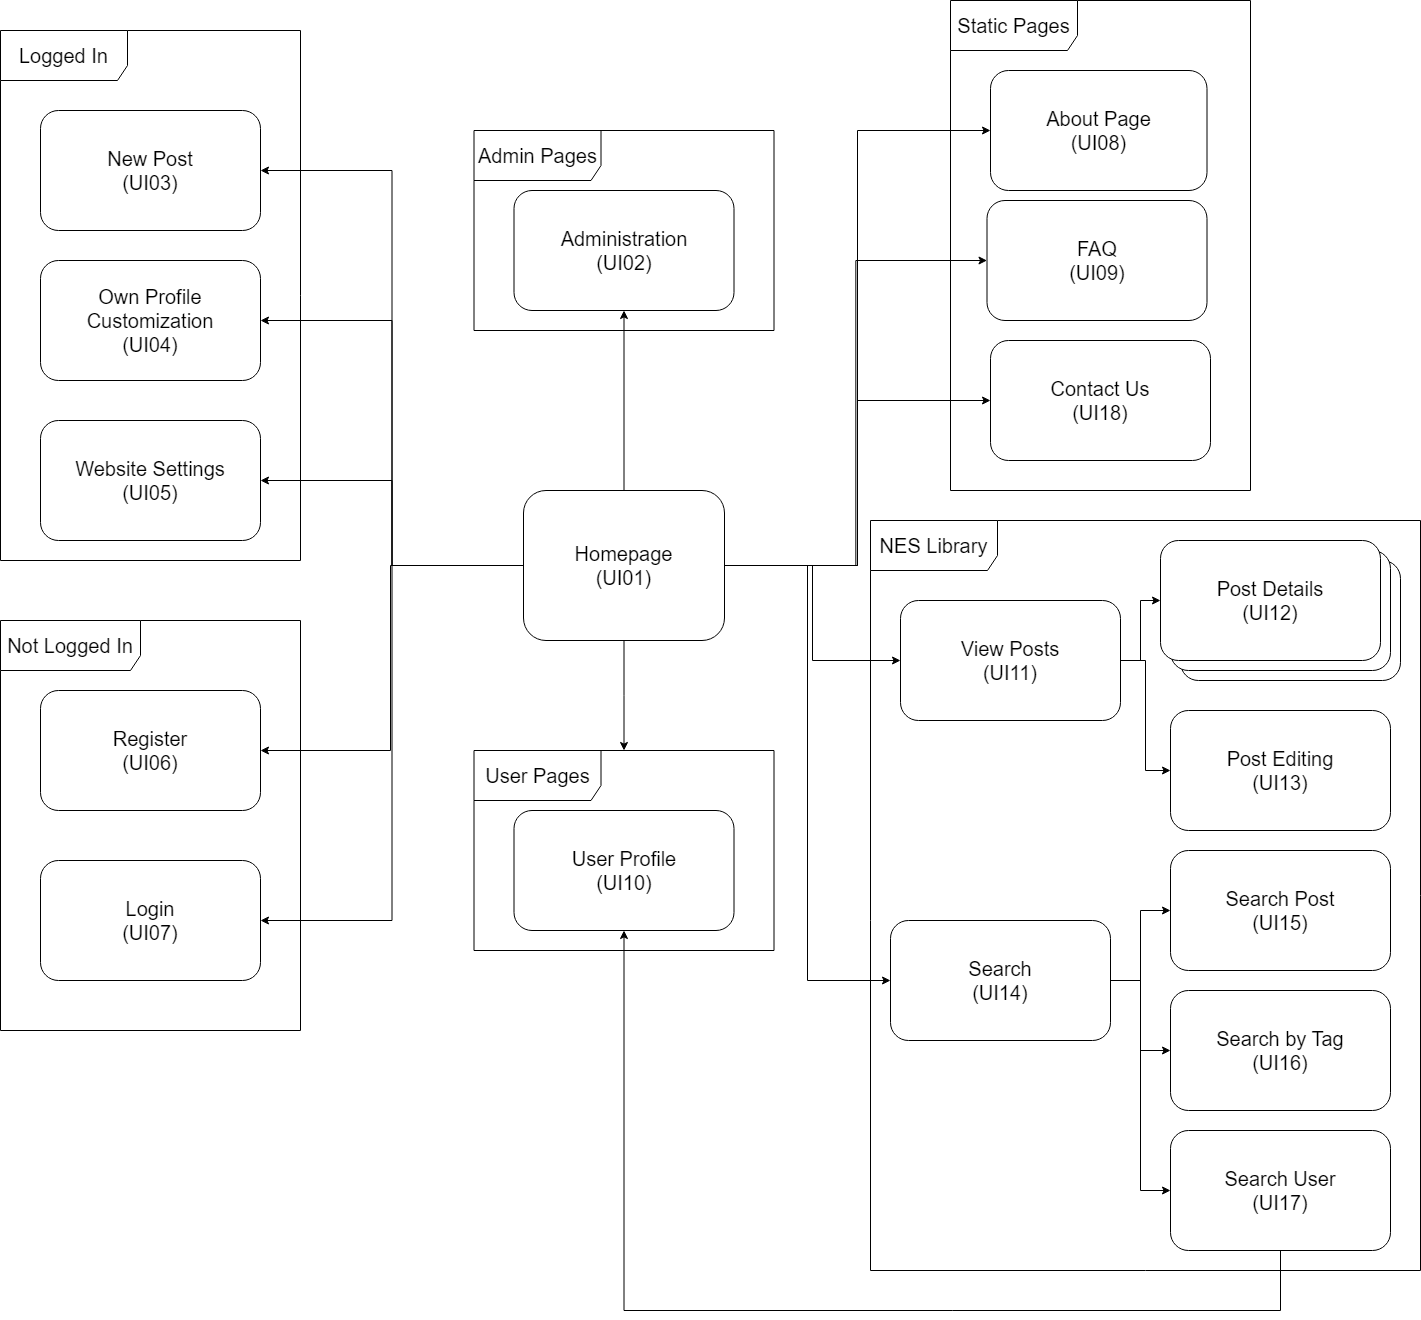 Logged In
New Post
(UI03)
Own Profile
Customization
(UI04)
Website Settings
(UI05)
Not Logged In
Register
(UI06)
Login
(UI07)
Admin Pages
Administration
(UI02)
Homepage
(UI01)
User Pages
User Profile
(UI10)
Static Pages
About Page
(UI08)
FAQ
(UI09)
Contact Us
(UI18)
NES Library
View Posts
(UI11)
Post Details
(UI12)
Post Editing
(UI13)
Search
(UI14)
Search Post
(UI15)
Search by Tag
(UI16)
Search User
(UI17)